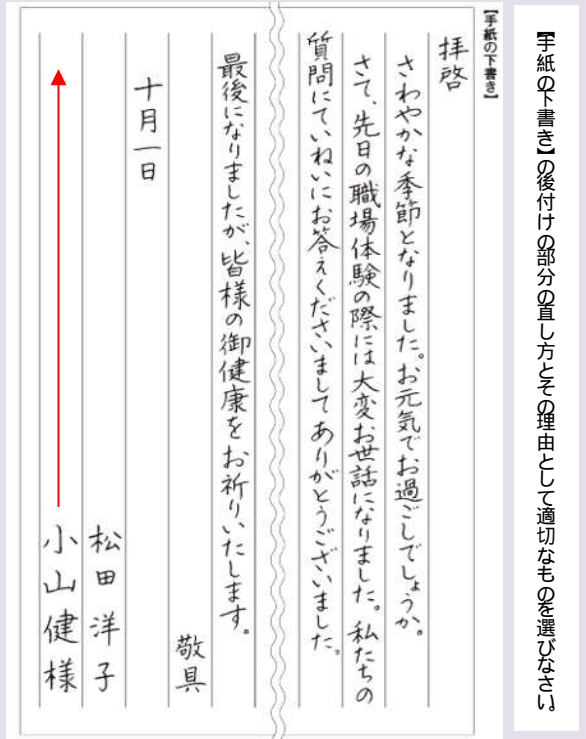 【手紙の下書き】の後付けの部分の直し方とその理由として適切なものを選びなさい。
【手紙の下書き】
拝啓
さわやかな季節となりました。お元気でお過ごしでしょうか。
さて、先日の職場体験の際には大変お世話になりました。私たちの
質問にていねいにお答えくださいましてありがとうございました。
最後になりましたが、皆様の御健康をお祈りいたします。
敬具
十月一日
松田洋子
小山健様